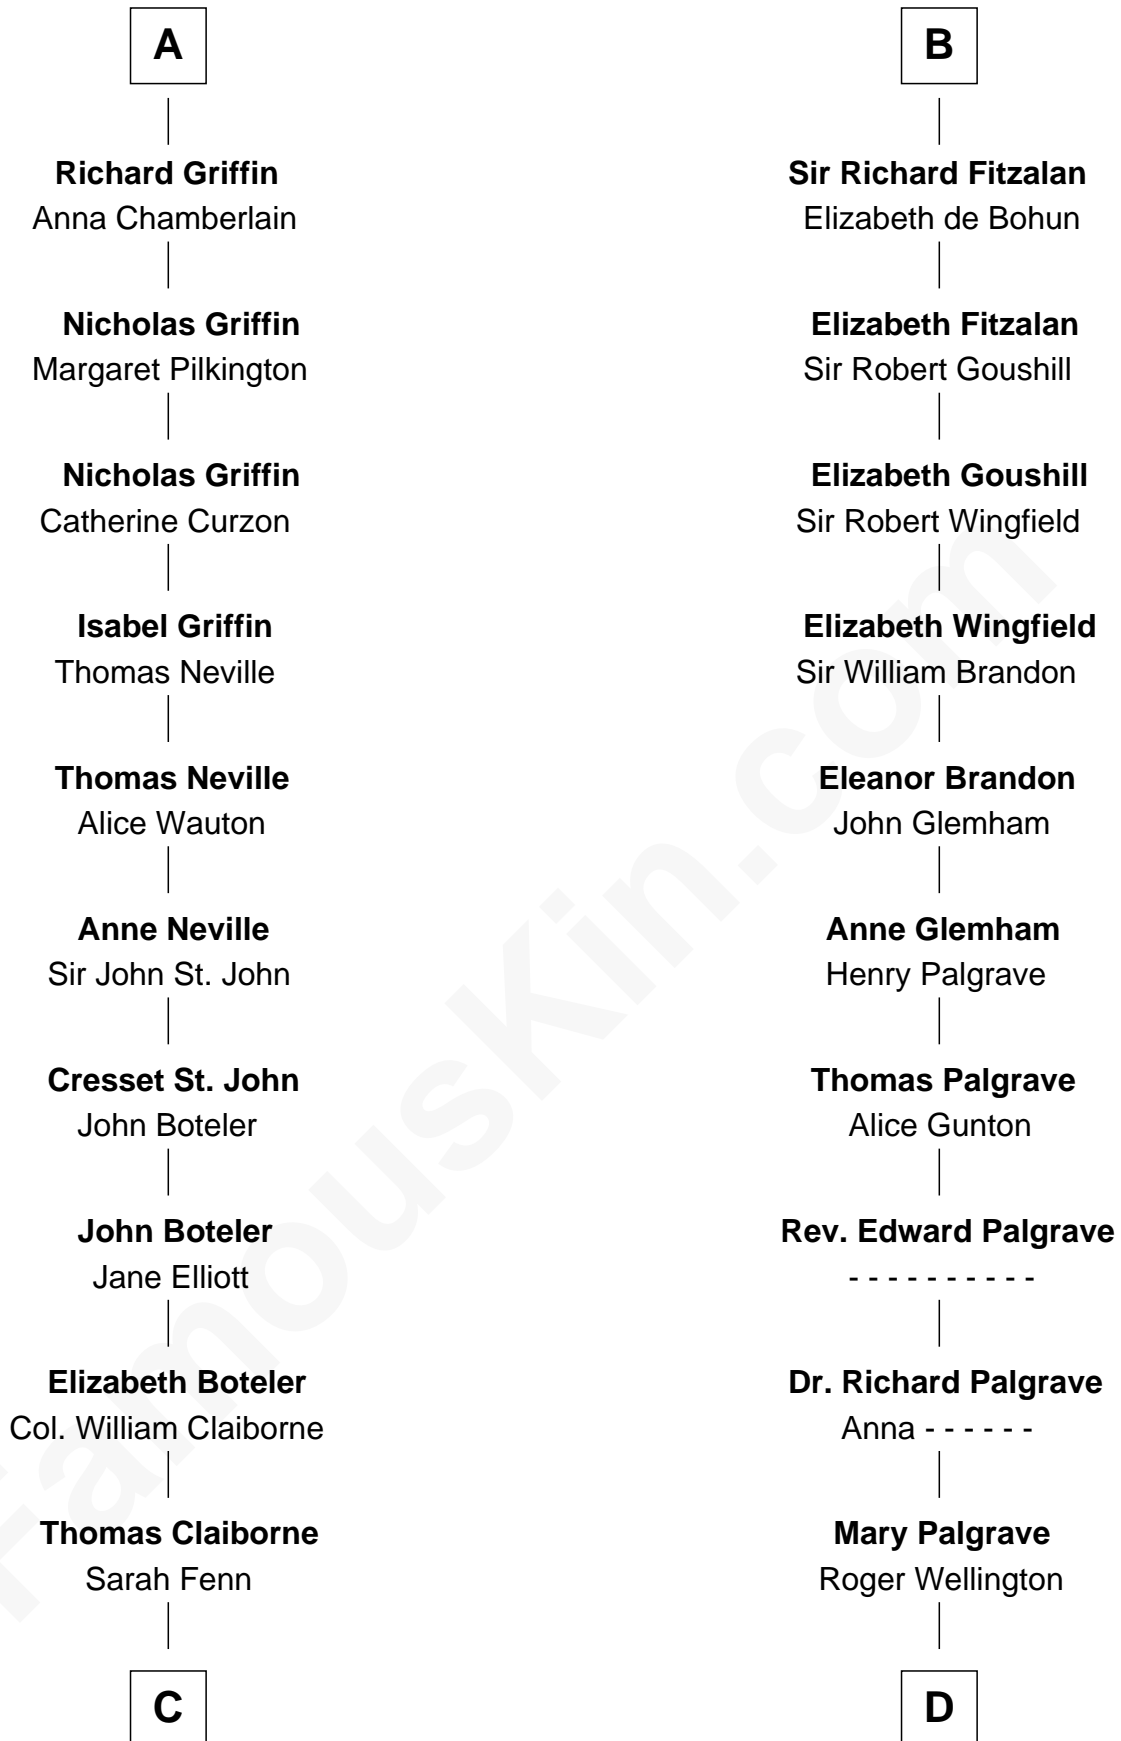 A
Richard Griffin
Anna Chamberlain
Nicholas Griffin
Margaret Pilkington
Nicholas Griffin
Catherine Curzon
Isabel Griffin
Thomas Neville
Thomas Neville
Alice Wauton
Anne Neville
Sir John St. John
Cresset St. John
John Boteler
John Boteler
Jane Elliott
Elizabeth Boteler
Col. William Claiborne
Thomas Claiborne
Sarah Fenn
C
B
Sir Richard Fitzalan
Elizabeth de Bohun
Elizabeth Fitzalan
Sir Robert Goushill
Elizabeth Goushill
Sir Robert Wingfield
Elizabeth Wingfield
Sir William Brandon
Eleanor Brandon
John Glemham
Anne Glemham
Henry Palgrave
Thomas Palgrave
Alice Gunton
Rev. Edward Palgrave
- - - - - - - - - -
Dr. Richard Palgrave
Anna - - - - - -
Mary Palgrave
Roger Wellington
D
FamousKin.com